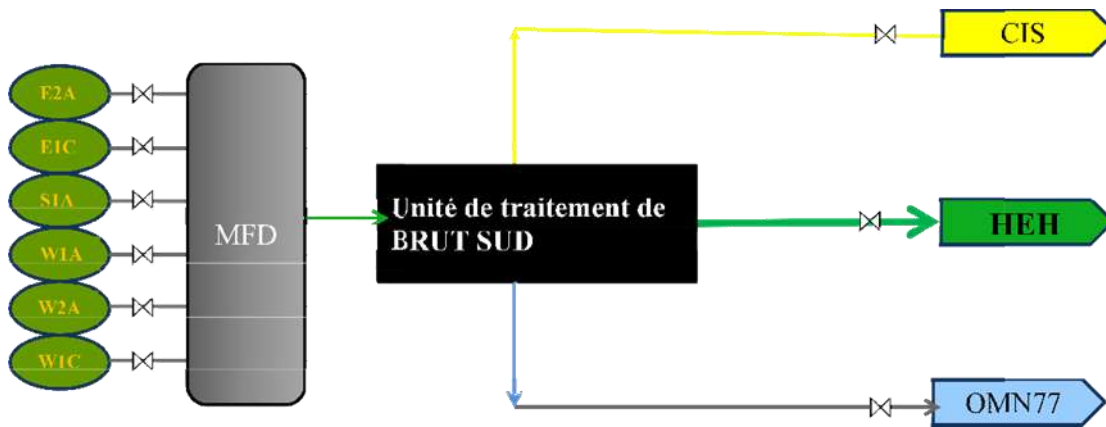 CIS
E2A
E1C
S1A
W1A
W2A
W1C
MFD
Unité de traitement de
BRUT SUD
HEH
OMN77